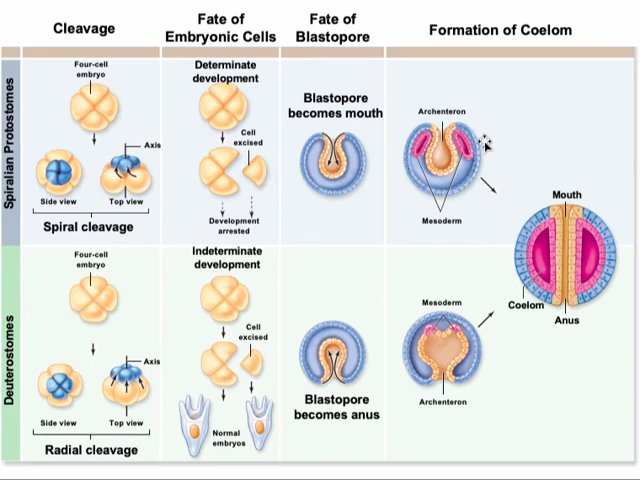 Cleavage
Fate of
Embryonic Cells
Fate of
Blastopore
Formation of Coelom
Spiralian Protostomes
Four-cell
embryo
Axis
Side view
Top view
Spiral cleavage
Determinate
development
Cell
excised
Development
arrested
Blastopore
becomes mouth
Archenteron
Mesoderm
Mouth
Coelom
Anus
Deuterostomes
Four-cell
embryo
Axis
Side view
Top view
Radial cleavage
Indeterminate
development
Cell
excised
Normal
embryos
Blastopore
becomes anus
Mesoderm
Archenteron